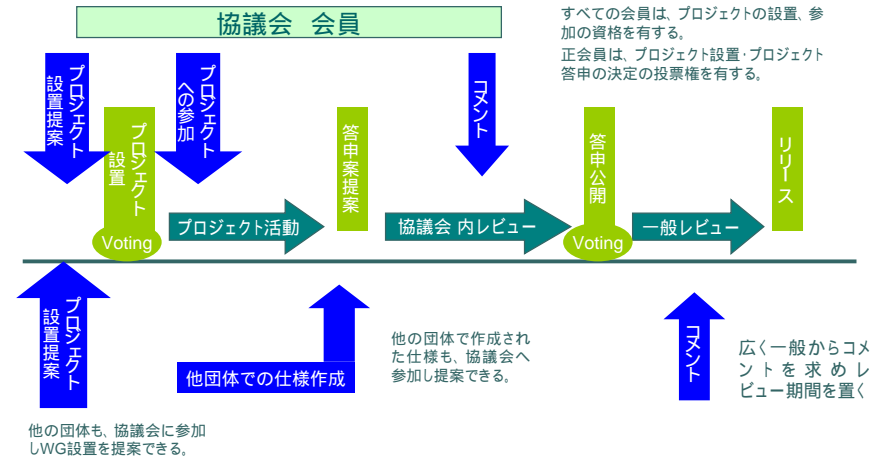 協議会 会員
すべての会員は、プロジェクトの設置、参
加の資格を有する。
正会員は、プロジェクト設置・プロジェクト
答申の決定の投票権を有する。
プロジェクト
設置提案
プロジェクト
設置
Voting
プロジェクト
への参加
プロジェクト活動
答申案提案
コメント
協議会 内レビュー
答申公開
Voting
一般レビュー
リリース
プロジェクト
設置提案
他の団体も、協議会に参加
しWG設置を提案できる。
他団体での仕様作成
他の団体で作成され
た仕様も、協議会へ
参加し提案できる。
コメント
広く一般からコメ
ントを求めレ
ビュー期間を置く